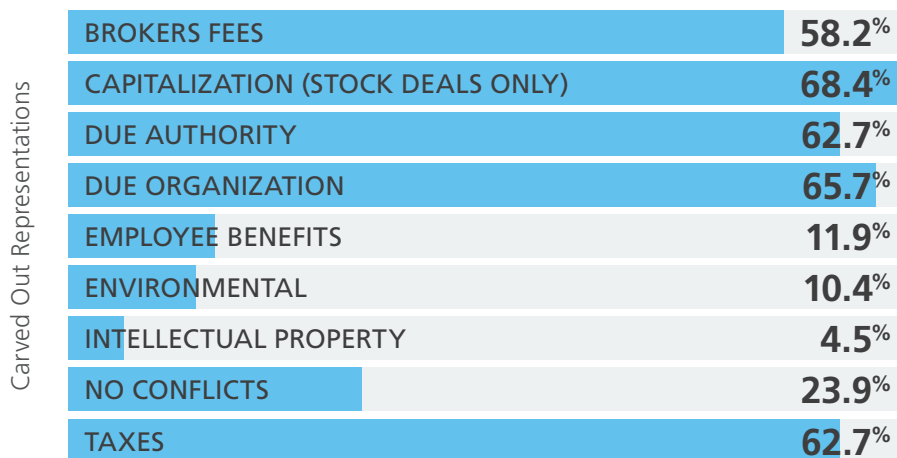 Carved Out Representations
BROKERS FEES 58.2%
CAPITALIZATION (STOCK DEALS ONLY) 68.4%
DUE AUTHORITY 62.7%
DUE ORGANIZATION 65.7%
EMPLOYEE BENEFITS 11.9%
ENVIRONMENTAL 10.4%
INTELLECTUAL PROPERTY 4.5%
NO CONFLICTS 23.9%
TAXES 62.7%